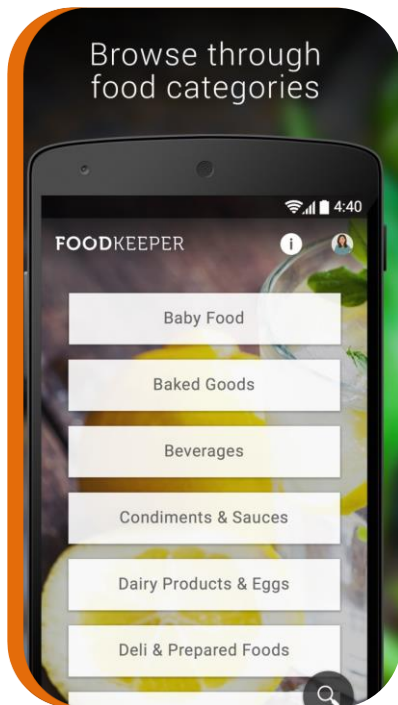 Browse through
food categories
4:40
FOODKEEPER
i
Baby Food
Baked Goods
Beverages
Condiments & Sauces
Dairy Products & Eggs
Deli & Prepared Foods